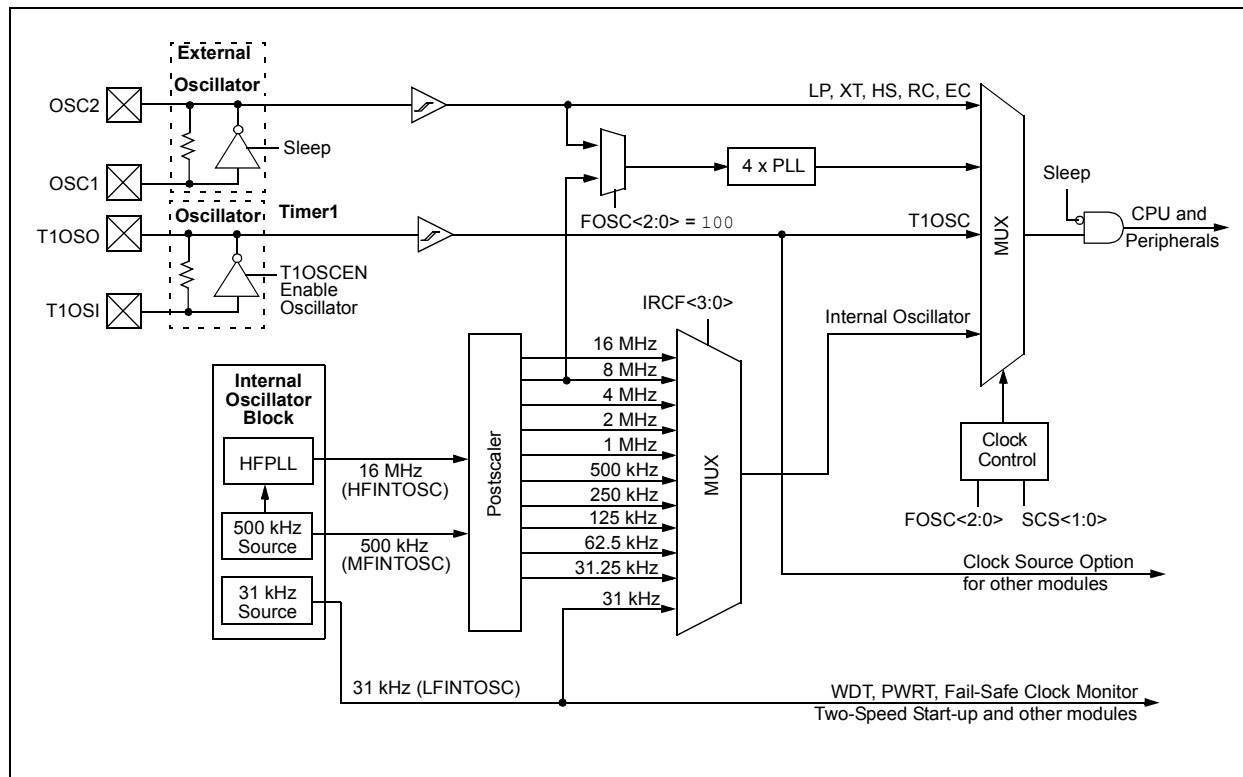 External
Oscillator
OSC2
LP, XT, HS, RC, EC
Sleep
OSC1
4 x PLL
Sleep
Oscillator
Timer1
FOSC<2:0> = 100
T1OSO
T1OSC
MUX
CPU and
Peripherals
T1OSCEN
Enable
Oscillator
T1OSI
IRCF<3:0>
Internal Oscillator
Internal
Oscillator
Block
HFPLL
16 MHz
(HFINTOSC)
500 kHz
Source
500 kHz
(MFINTOSC)
31 kHz
Source
Postscaler
16 MHz
8 MHz
4 MHz
2 MHz
1 MHz
500 kHz
250 kHz
125 kHz
62.5 kHz
31.25 kHz
31 kHz
MUX
Clock
Control
FOSC<2:0>
SCS<1:0>
Clock Source Option
for other modules
31 kHz (LFINTOSC)
WDT, PWRT, Fail-Safe Clock Monitor
Two-Speed Start-up and other modules